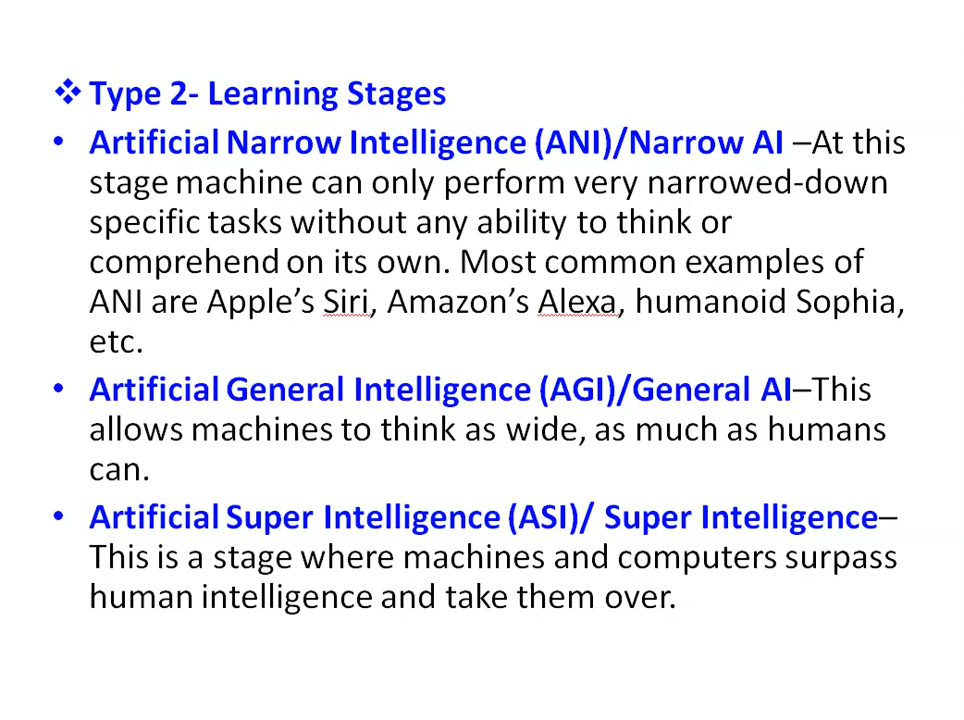 ❖ Type 2- Learning Stages
• Artificial Narrow Intelligence (ANI)/Narrow AI –At this
stage machine can only perform very narrowed-down
specific tasks without any ability to think or
comprehend on its own. Most common examples of
ANI are Apple’s Siri, Amazon’s Alexa, humanoid Sophia,
etc.
• Artificial General Intelligence (AGI)/General AI–This
allows machines to think as wide, as much as humans
can.
• Artificial Super Intelligence (ASI)/ Super Intelligence–
This is a stage where machines and computers surpass
human intelligence and take them over.